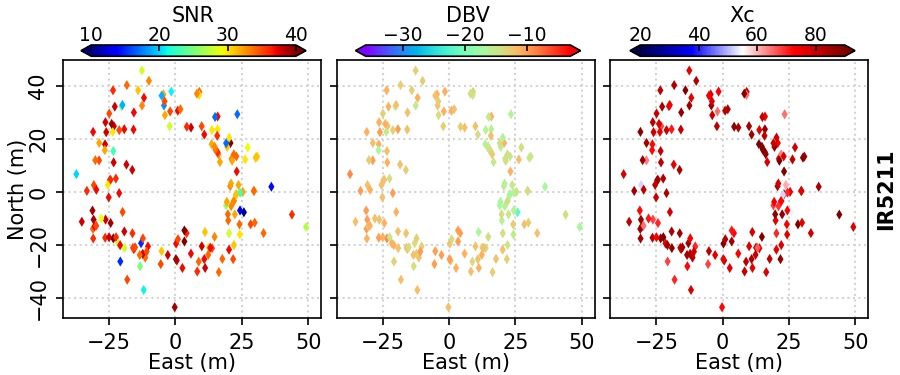 SNR DBV Xc
10 20 30 40 −30 −20 −10 20 40 60 80
40
20
0
−20
−40
North (m)
IR5211
−25 0 25 50 −25 0 25 50 −25 0 25 50
East (m) East (m) East (m)